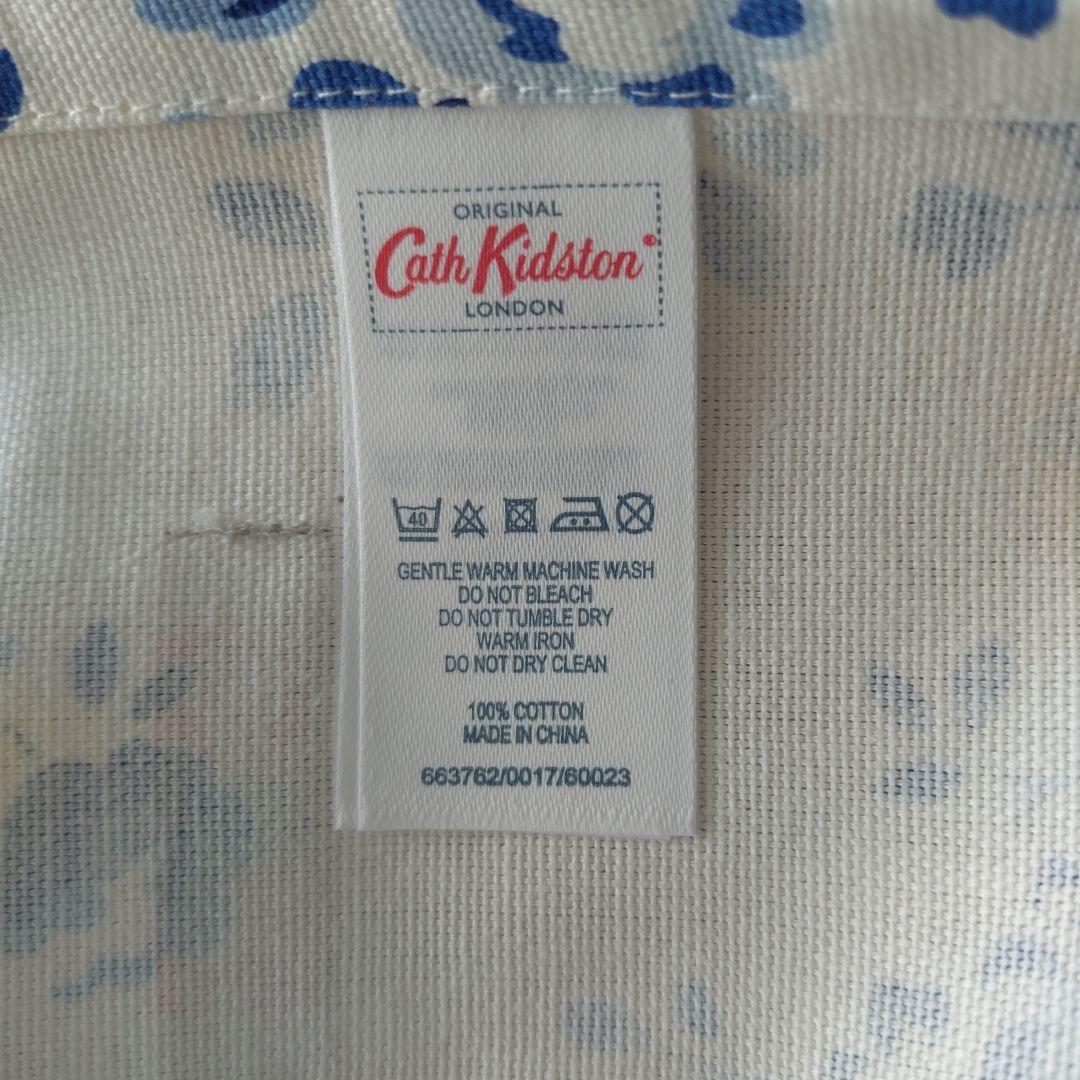 ORIGINAL
Cath Kidston®
LONDON
40
GENTLE WARM MACHINE WASH
DO NOT BLEACH
DO NOT TUMBLE DRY
WARM IRON
DO NOT DRY CLEAN
100% COTTON
MADE IN CHINA
663762/0017/60023